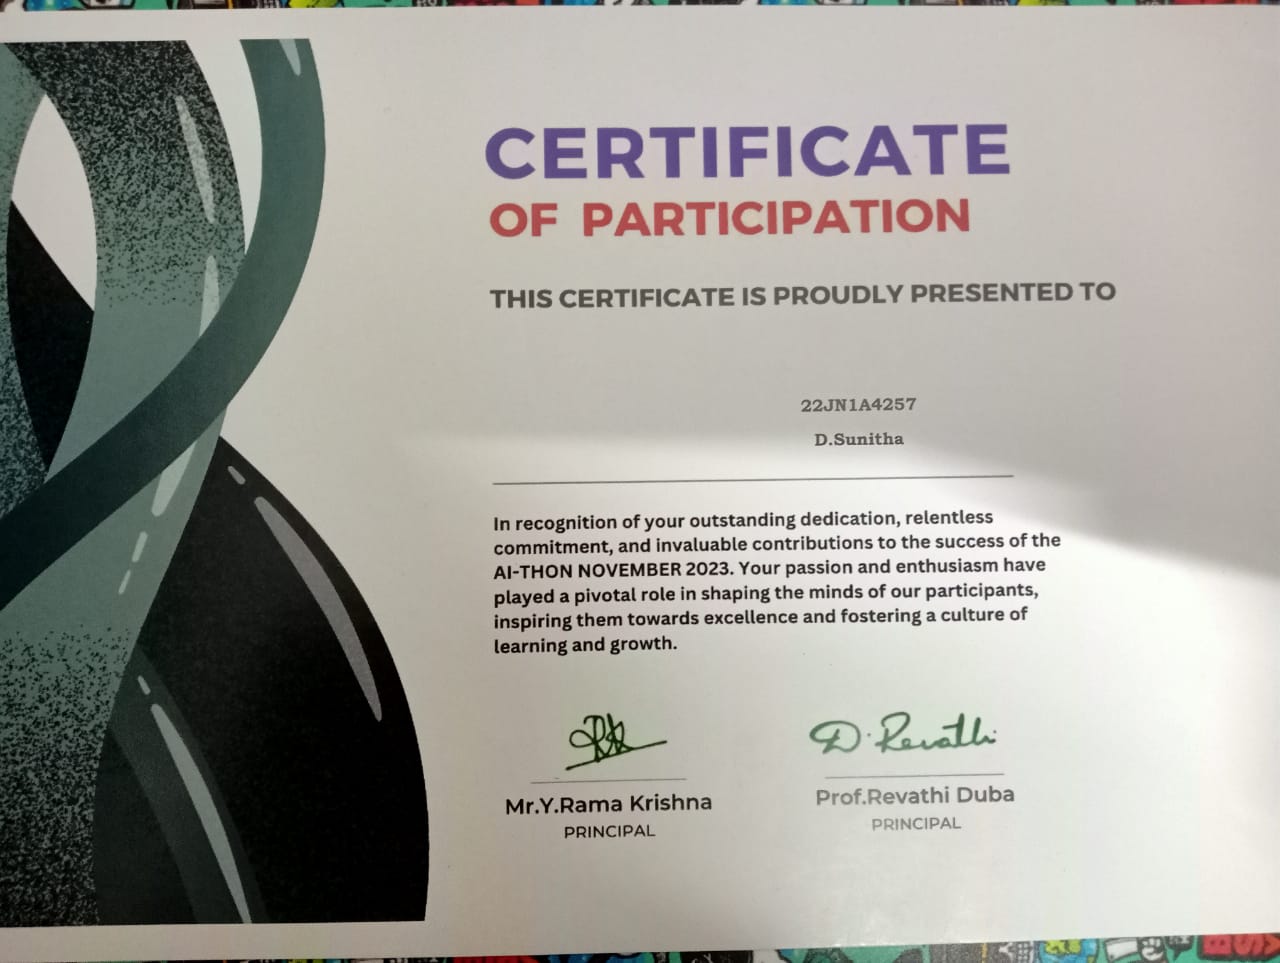 CERTIFICATE
OF PARTICIPATION
THIS CERTIFICATE IS PROUDLY PRESENTED TO
22JN1A4257
D.Sunitha
In recognition of your outstanding dedication, relentless
commitment, and invaluable contributions to the success of the
AI-THON NOVEMBER 2023. Your passion and enthusiasm have
played a pivotal role in shaping the minds of our participants,
inspiring them towards excellence and fostering a culture of
learning and growth.
D. Revathi
Mr.Y.Rama Krishna
Prof.Revathi Duba
PRINCIPAL
PRINCIPAL